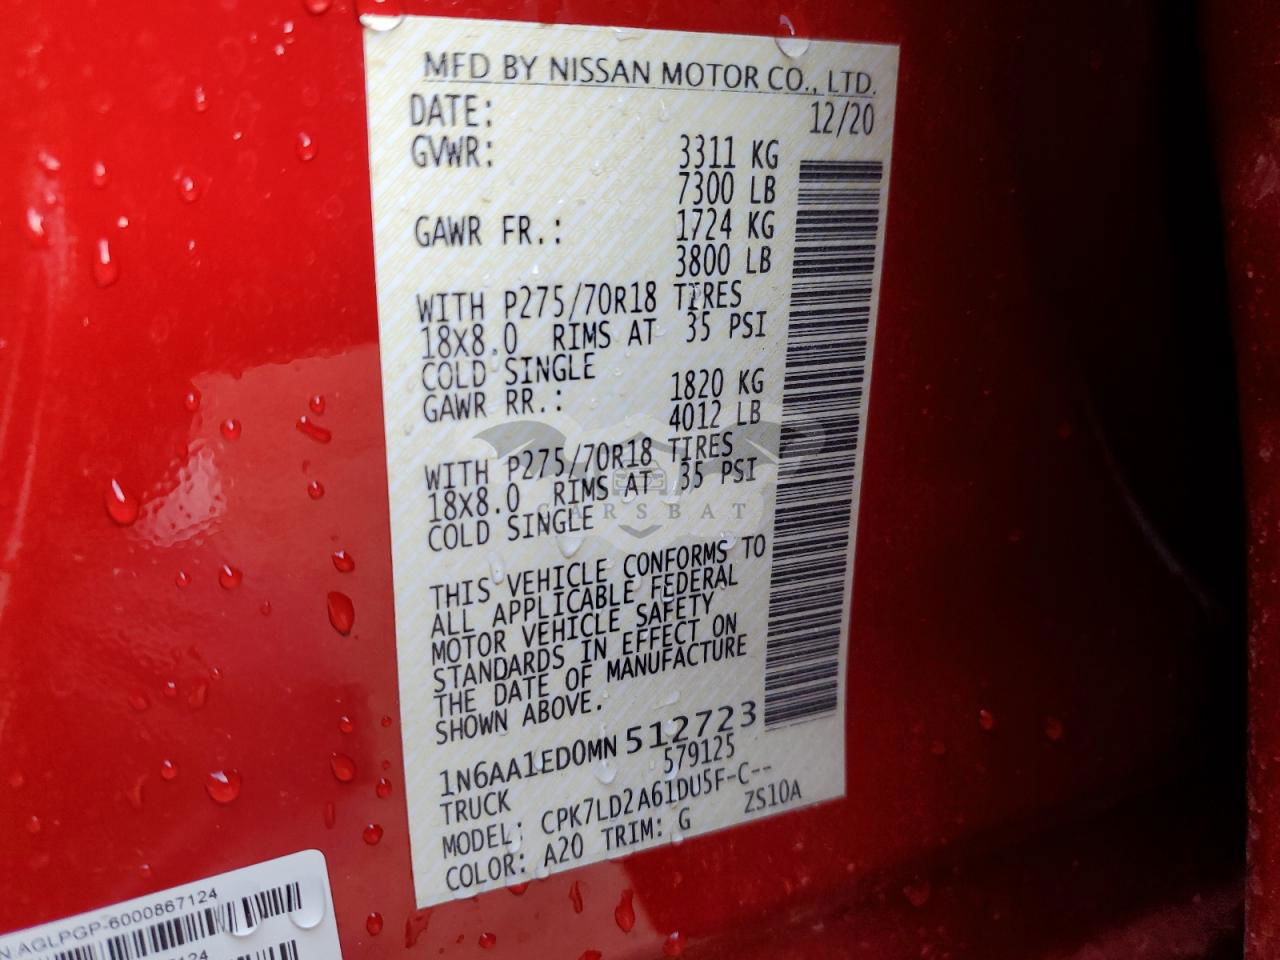 MFD BY NISSAN MOTOR CO., LTD.
DATE: 12/20
GVWR: 3311 KG
7300 LB
GAWR FR.: 1724 KG
3800 LB
WITH P275/70R18 TIRES
18X8.0 RIMS AT 35 PSI
COLD SINGLE
GAWR RR.: 1820 KG
4012 LB
WITH P275/70R18 TIRES
18X8.0 RIMS AT 35 PSI
COLD SINGLE
CARSBAT
THIS VEHICLE CONFORMS TO
ALL APPLICABLE FEDERAL
MOTOR VEHICLE SAFETY
STANDARDS IN EFFECT ON
THE DATE OF MANUFACTURE
SHOWN ABOVE.
1N6AA1ED0MN512723
TRUCK 579125
MODEL: CPK7LD2A61DU5F-C--
COLOR: A20 TRIM: G ZS10A
AGLPGP-6000867124